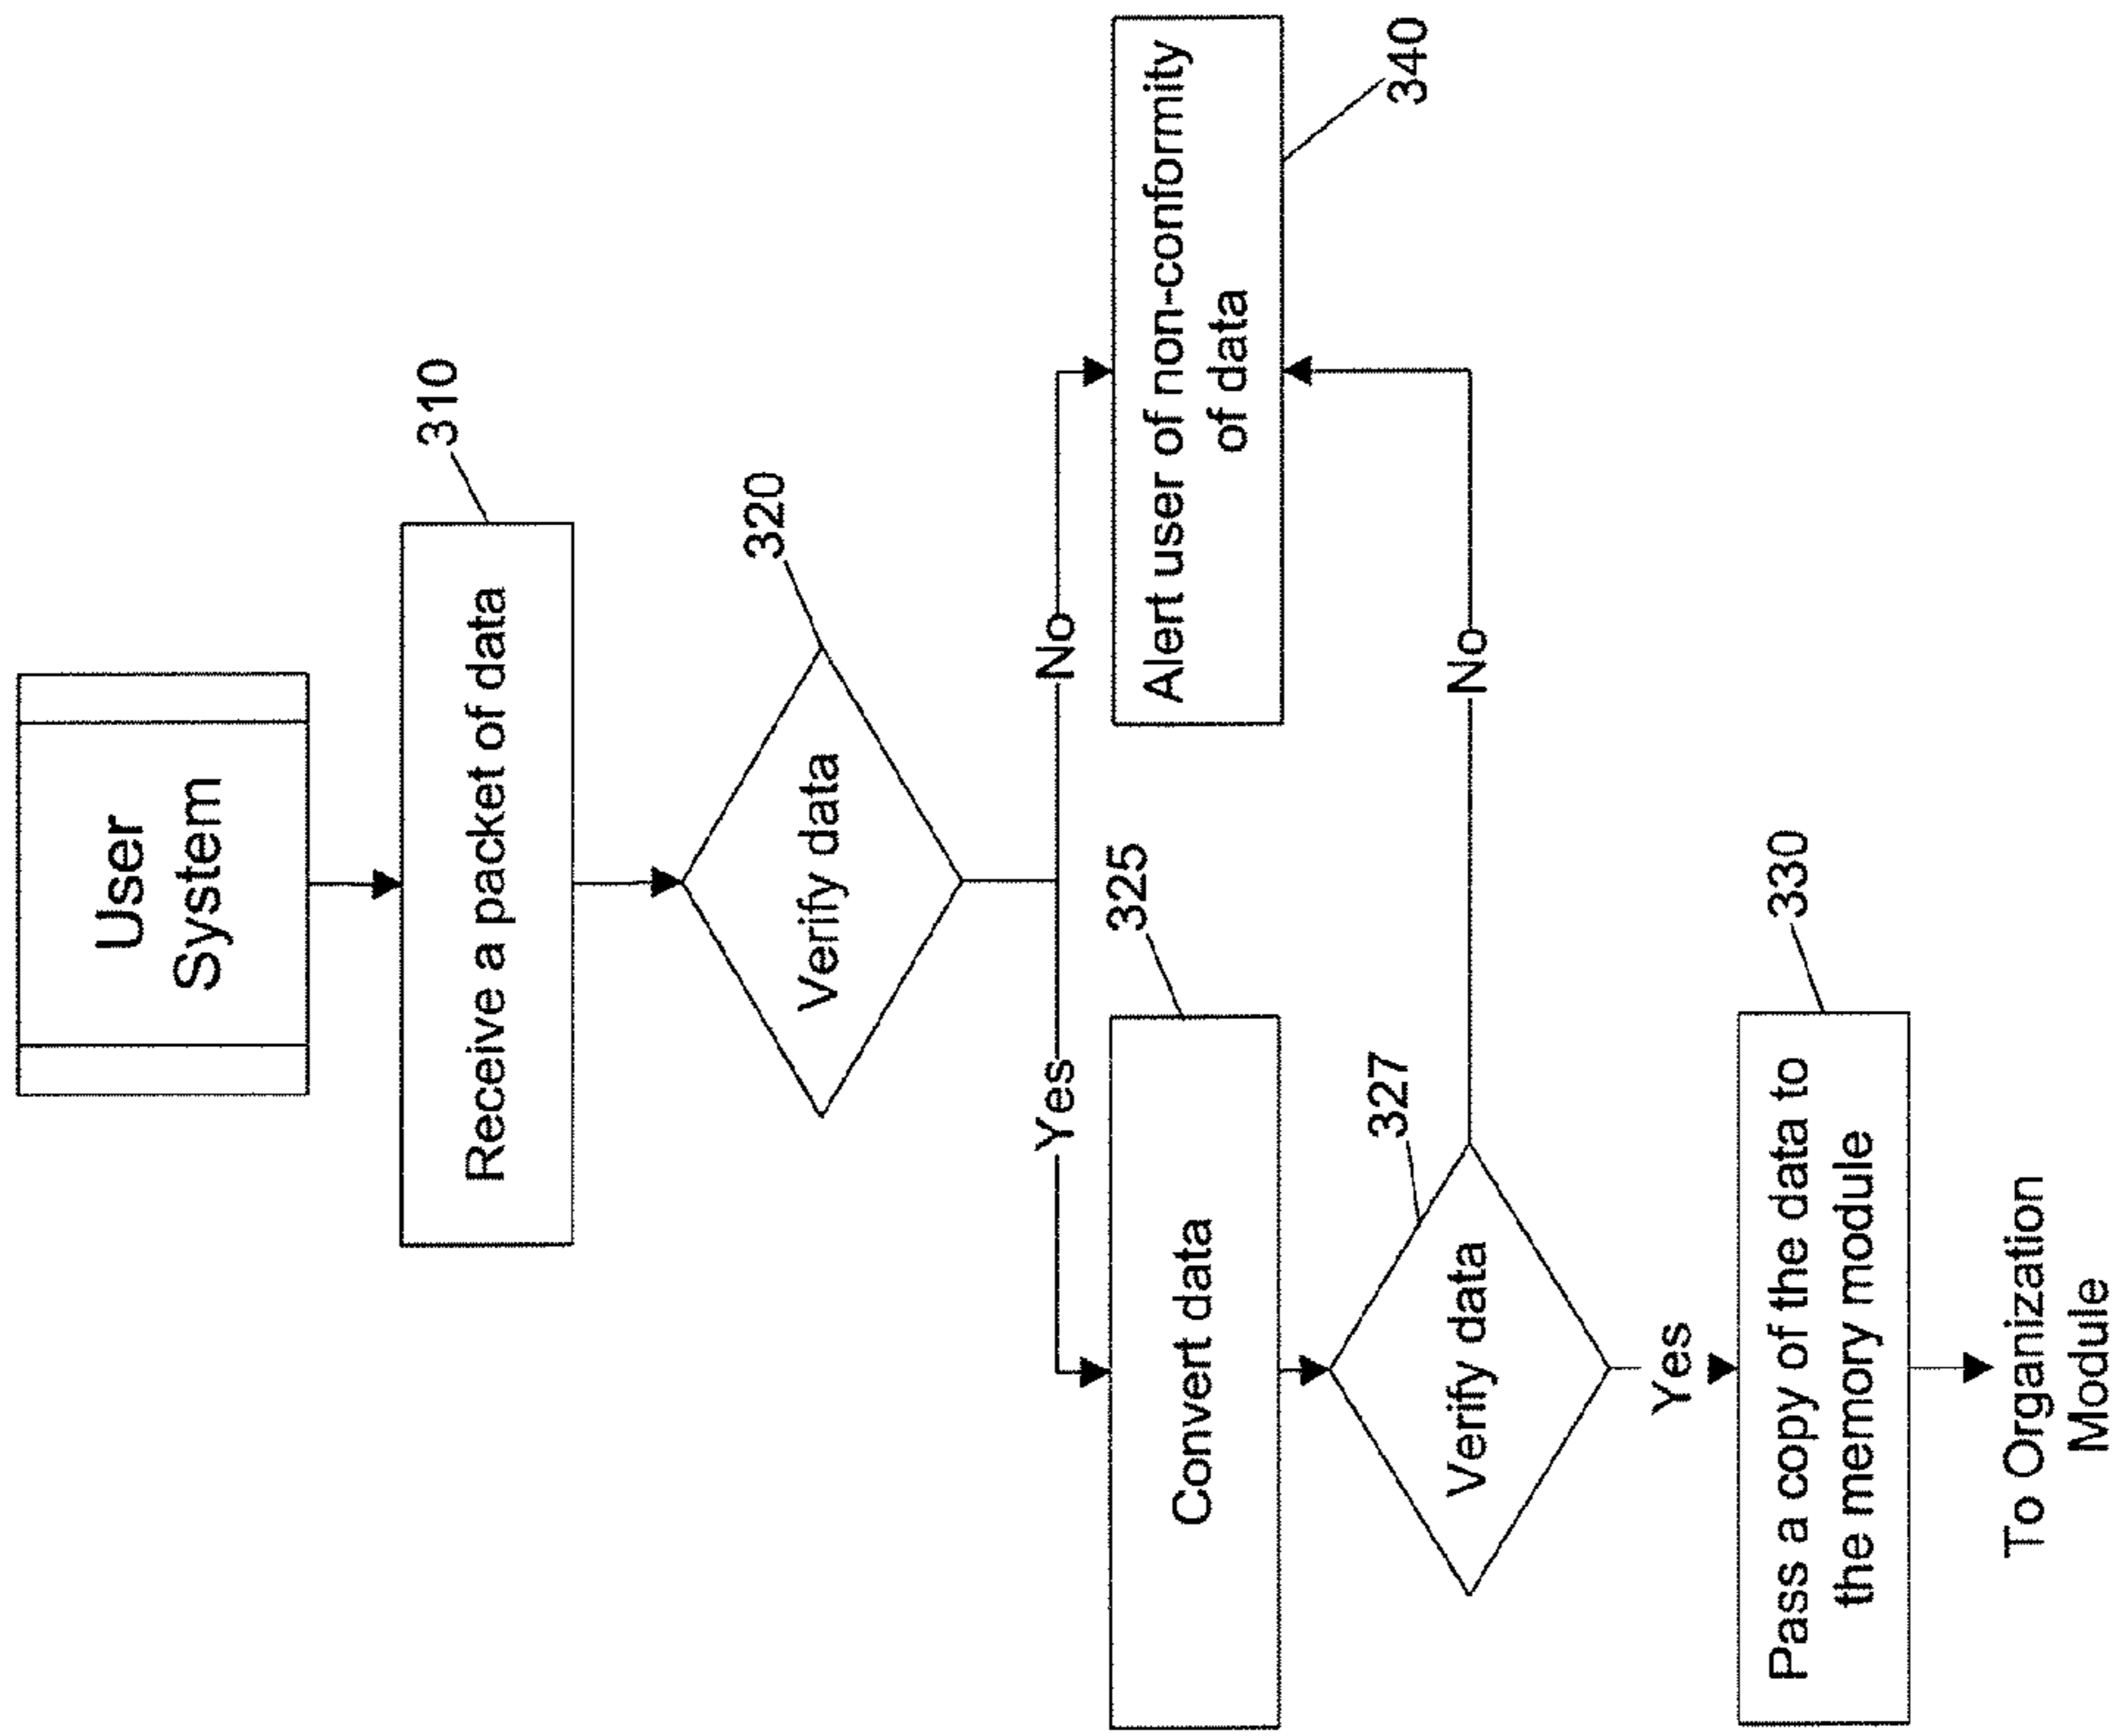 User
System
310
Receive a packet of data
320
Verify data
Yes
No
325
Convert data
Alert user of non-conformity
of data
340
327
Verify data
No
Yes
330
Pass a copy of the data to
the memory module
To Organization
Module